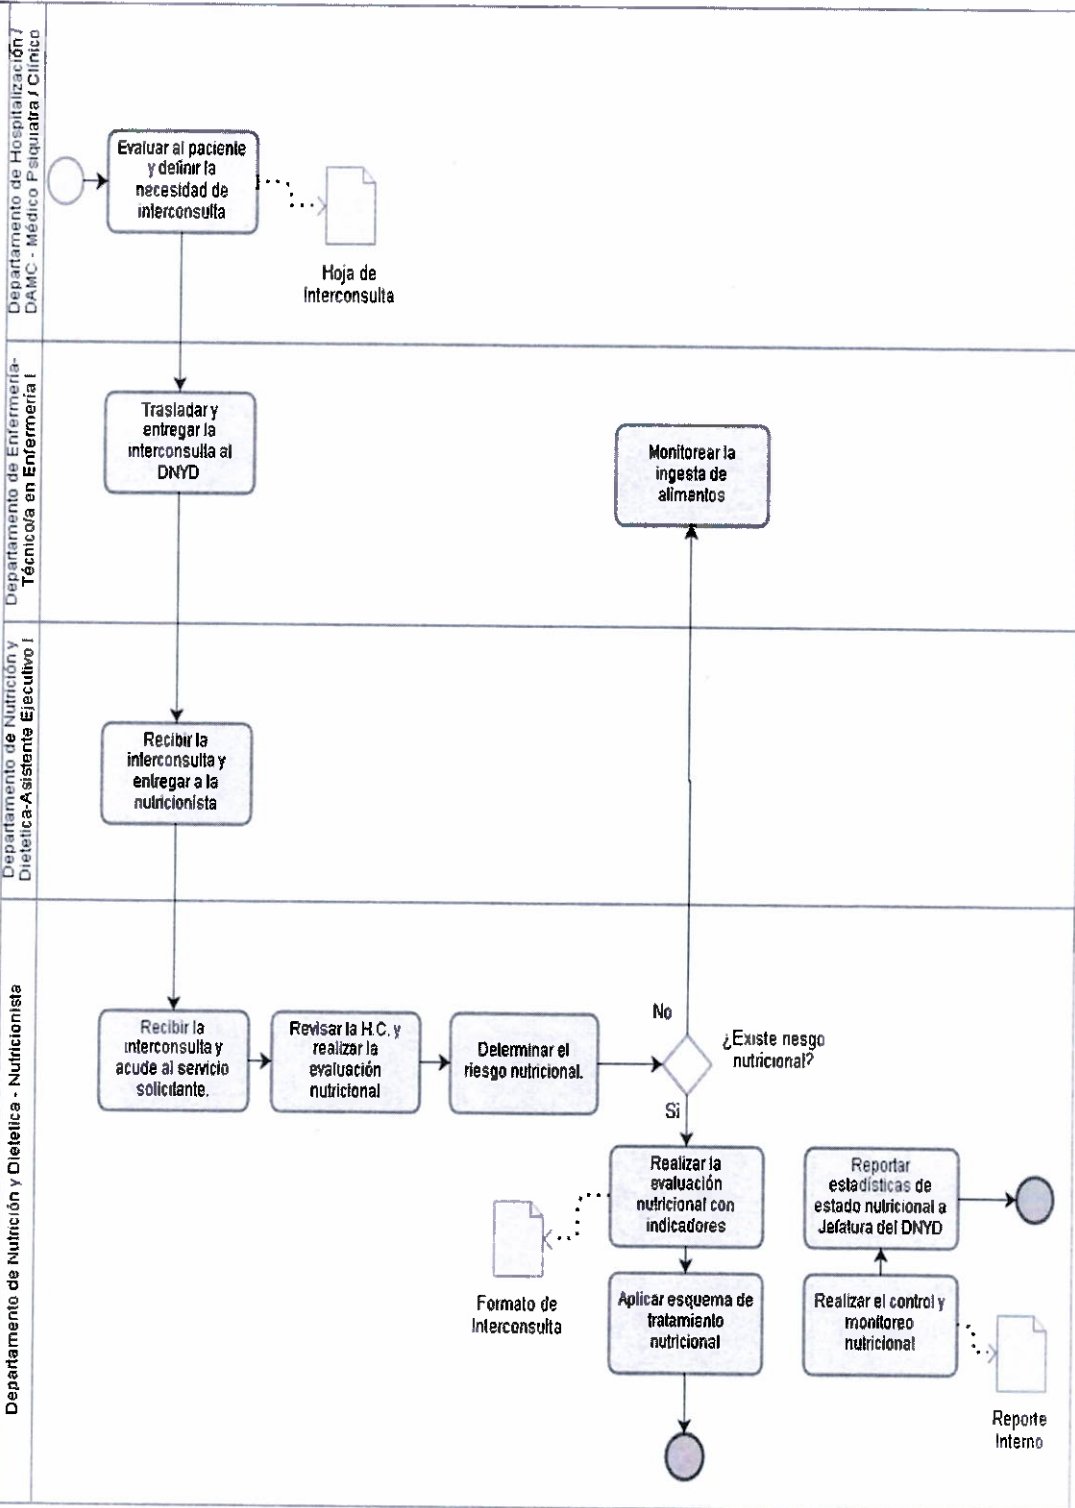 Departamento de Hospitalización /
DAMC - Médico Psiquiatra / Clínico
Evaluar al paciente
y definir la
necesidad de
interconsulta
Hoja de
Interconsulta
Departamento de Enfermería-
Técnico/a en Enfermería I
Trasladar y
entregar la
interconsulta al
DNYD
Monitorear la
ingesta de
alimentos
Departamento de Nutrición y
Dietetica-Asistente Ejecutivo I
Recibir la
interconsulta y
entregar a la
nutricionista
Departamento de Nutrición y Dietetica - Nutricionista
Recibir la
interconsulta y
acude al servicio
solicitante.
Revisar la H.C. y
realizar la
evaluación
nutricional
Determinar el
riesgo nutricional.
No
¿Existe riesgo
nutricional?
Si
Realizar la
evaluación
nutricional con
indicadores
Formato de
Interconsulta
Aplicar esquema de
tratamiento
nutricional
Reportar
estadísticas de
estado nutricional a
Jefatura del DNYD
Realizar el control y
monitoreo
nutricional
Reporte
Interno